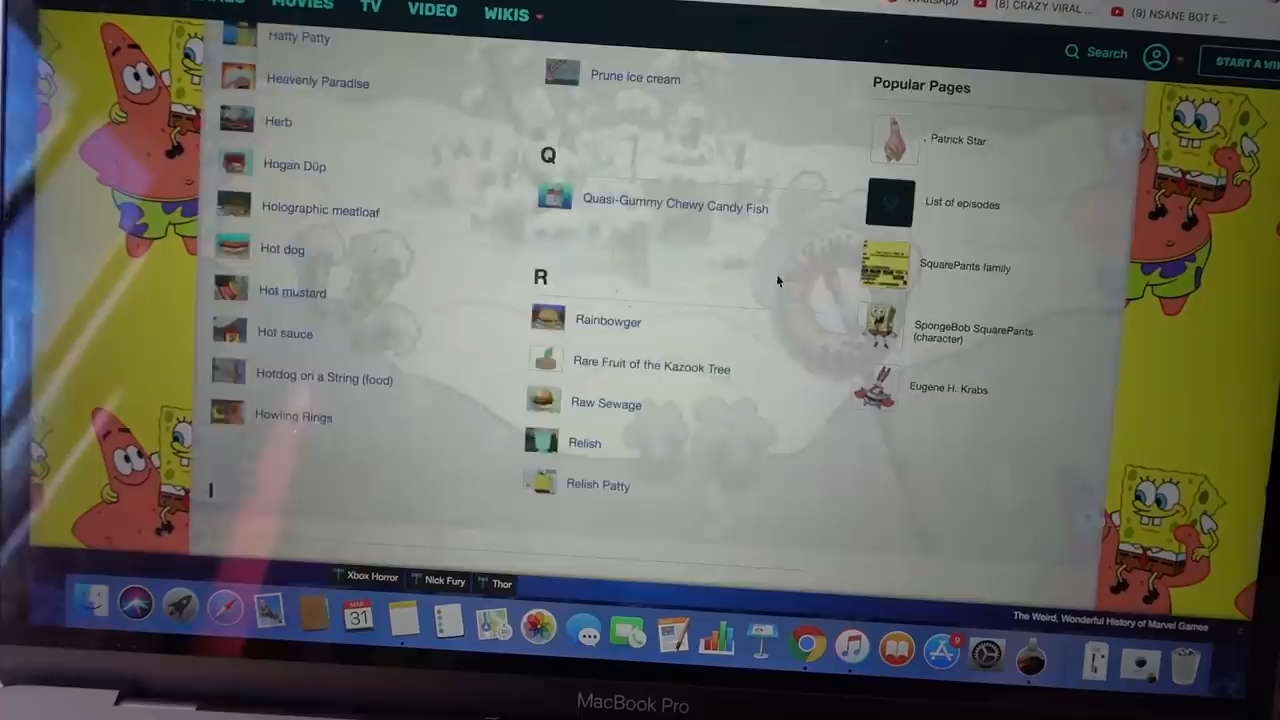 MOVIES
TV
VIDEO
WIKIS
(8) CRAZY VIRAL ...
(9) NSANE BOT F...
Search
START A WI
Hatty Patty
Heavenly Paradise
Herb
Hogan Düp
Holographic meatloaf
Hot dog
Hot mustard
Hot sauce
Hotdog on a String (food)
Howling Rings
I
Prune ice cream
Q
Quasi-Gummy Chewy Candy Fish
R
Rainbowger
Rare Fruit of the Kazook Tree
Raw Sewage
Relish
Relish Patty
Popular Pages
Patrick Star
List of episodes
SquarePants family
SpongeBob SquarePants
(character)
Eugene H. Krabs
Xbox Horror
Nick Fury
Thor
The Weird, Wonderful History of Marvel Games
MAR
31
9
MacBook Pro